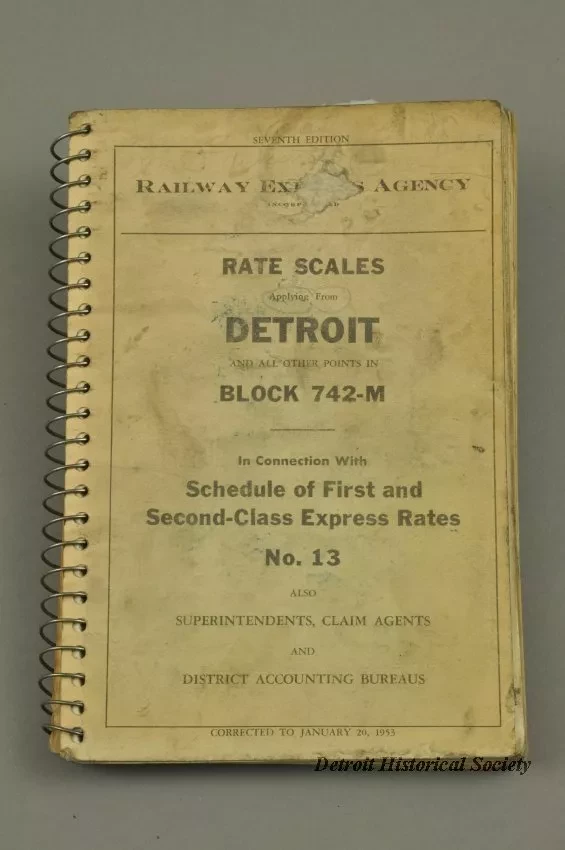 SEVENTH EDITION
RAILWAY EX S AGENCY
RATE SCALES
Applying From
DETROIT
AND ALL OTHER POINTS IN
BLOCK 742-M
In Connection With
Schedule of First and
Second-Class Express Rates
No. 13
ALSO
SUPERINTENDENTS, CLAIM AGENTS
AND
DISTRICT ACCOUNTING BUREAUS
CORRECTED TO JANUARY 20, 1953
Detroit Historical Society